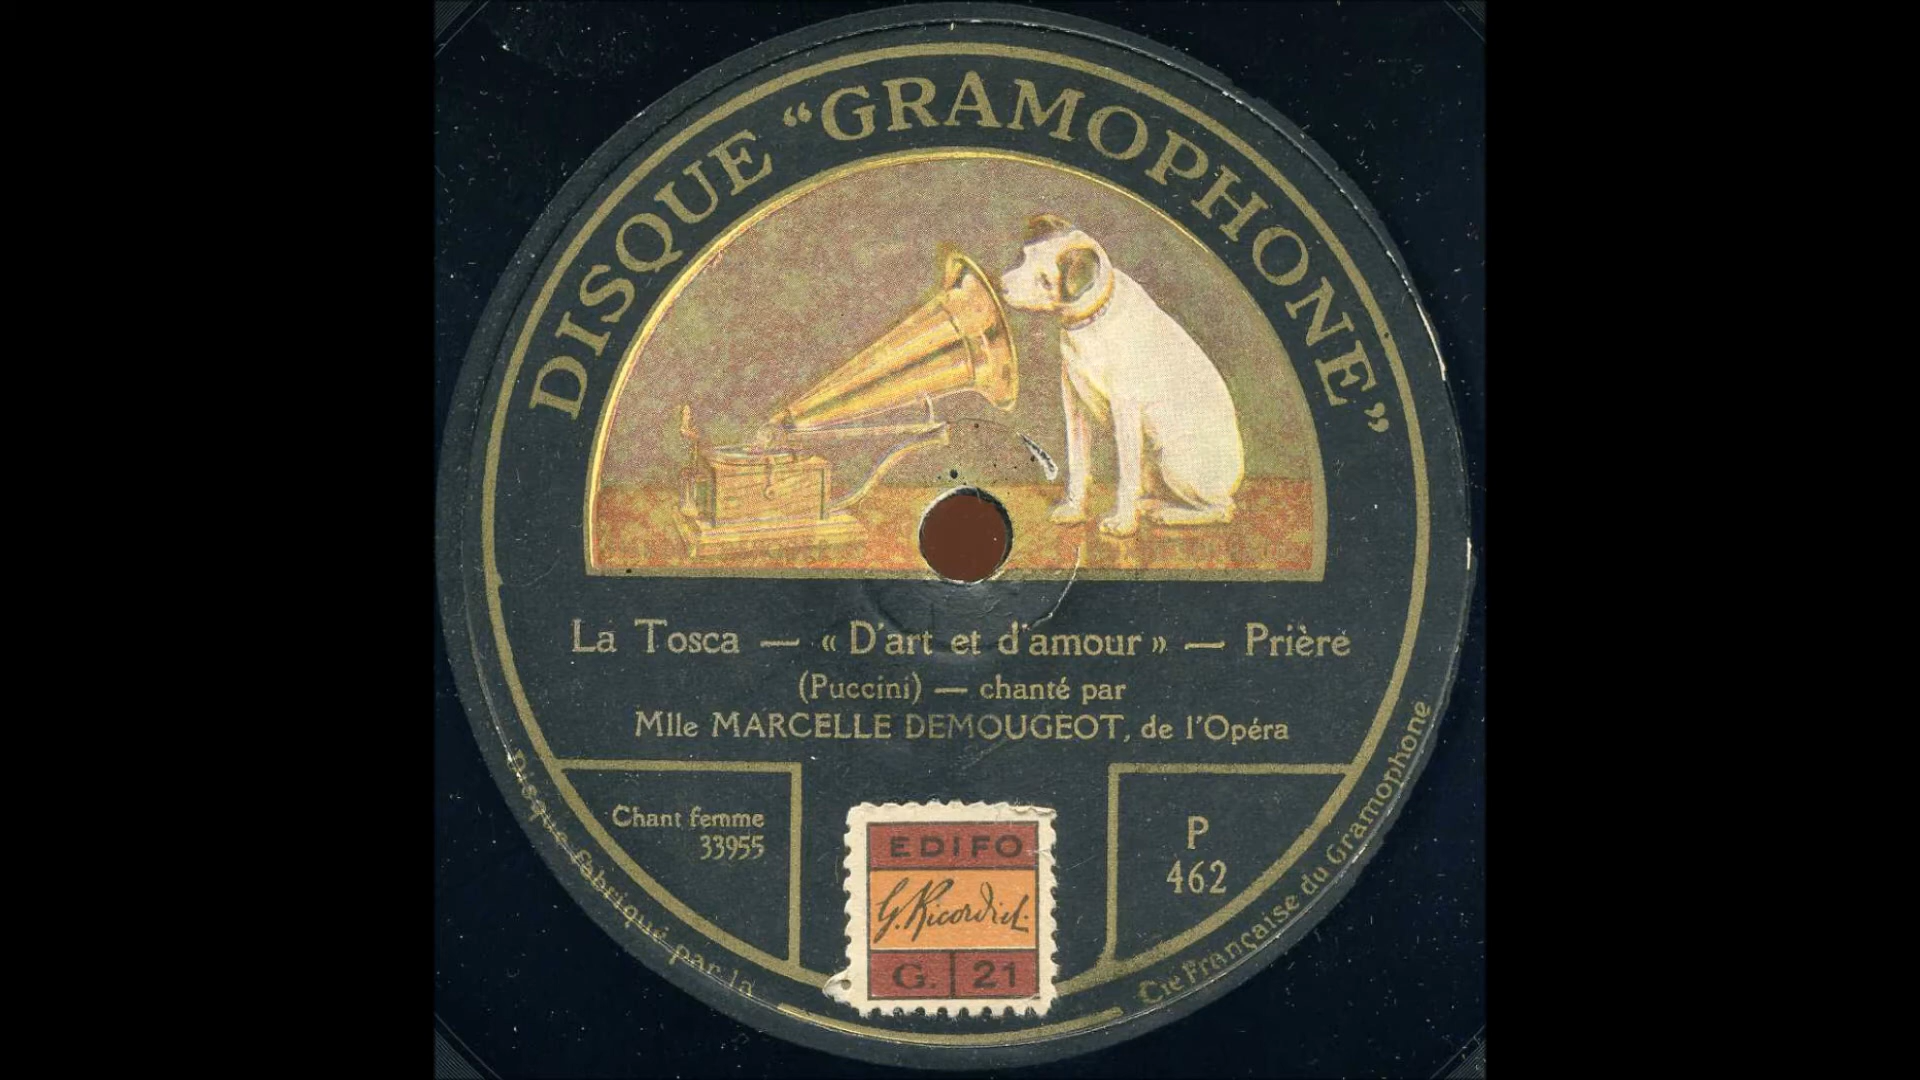 DISQUE “GRAMOPHONE”
La Tosca — « D'art et d'amour » — Prière
(Puccini) — chanté par
Mlle MARCELLE DEMOUGEOT, de l'Opéra
Chant femme
33955
P
462
EDIFO
G. Ricordi
G. 21
Disque fabriqué par la
Cie Française du Gramophone